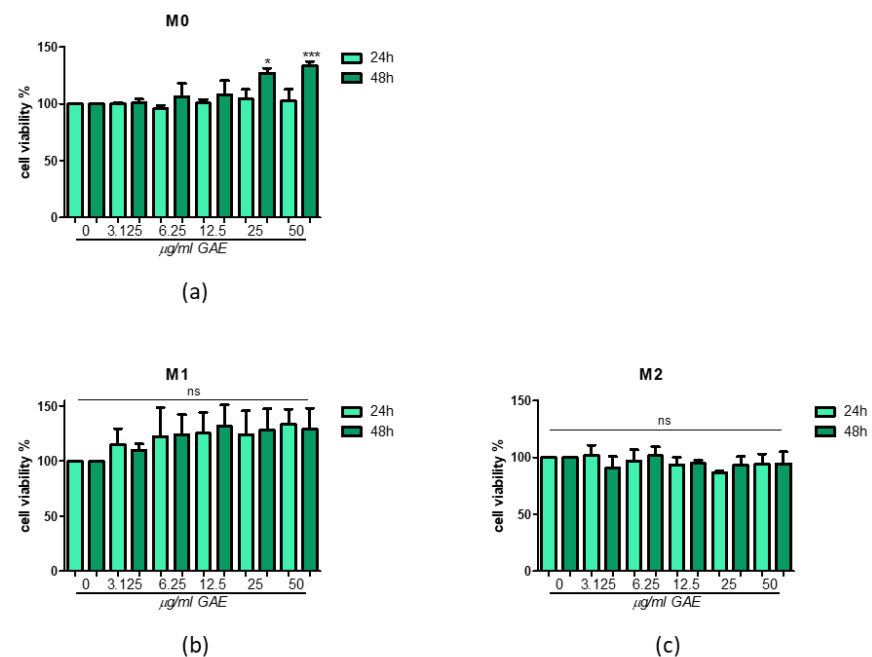 M0
150
100
50
0
cell viability %
*
***
24h
48h
0 3.125 6.25 12.5 25 50
µg/ml GAE
(a)
M1
ns
150
100
50
0
cell viability %
24h
48h
0 3.125 6.25 12.5 25 50
µg/ml GAE
(b)
M2
ns
150
100
50
0
cell viability %
24h
48h
0 3.125 6.25 12.5 25 50
µg/ml GAE
(c)